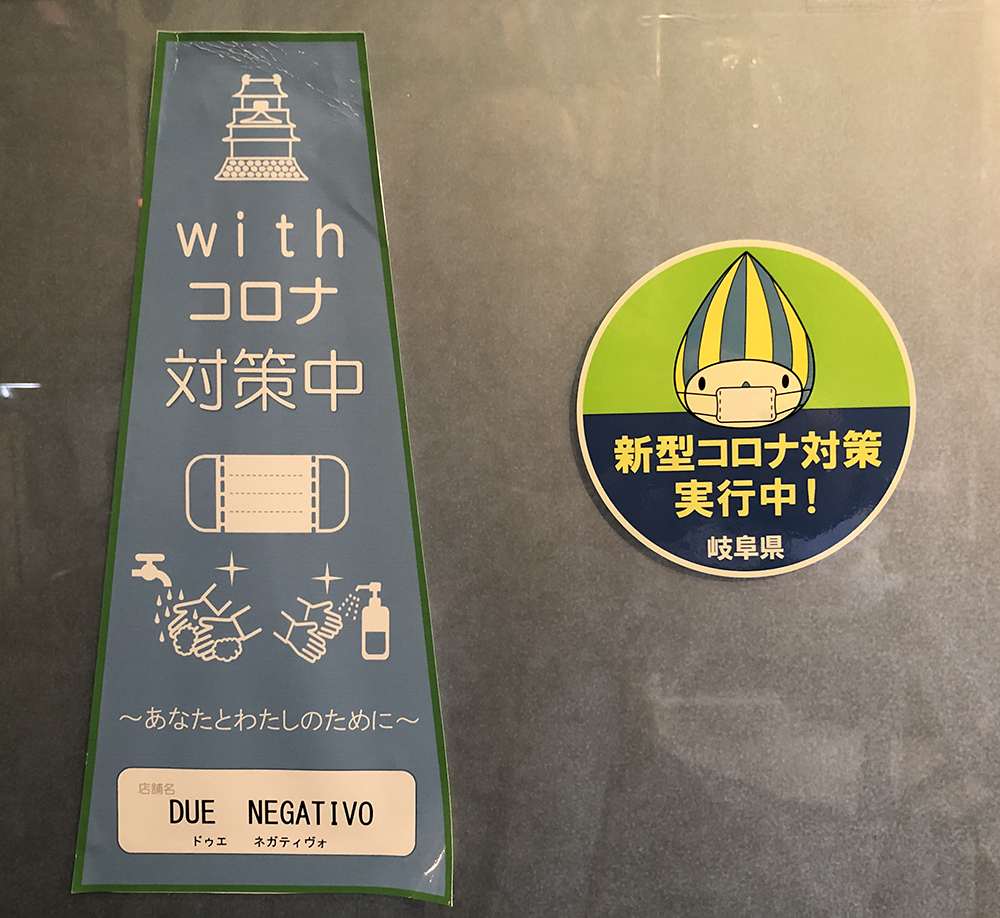 with
コロナ
対策中
～あなたとわたしのために～
店舗名
DUE NEGATIVO
ドゥエ ネガティヴォ
新型コロナ対策
実行中！
岐阜県